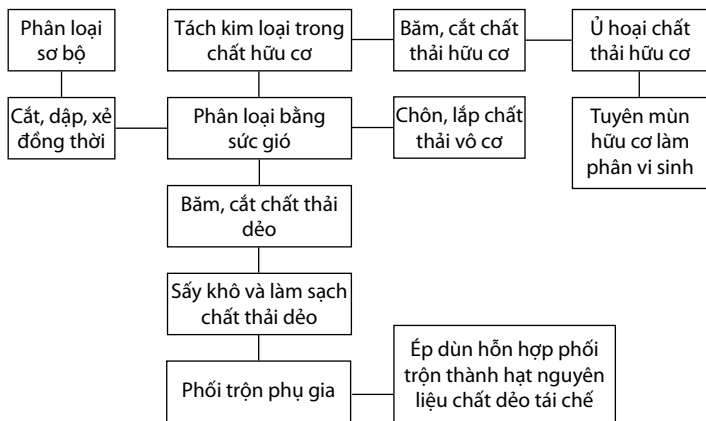 Phân loại
sơ bộ
Tách kim loại trong
chất hữu cơ
Băm, cắt chất
thải hữu cơ
Ủ hoại chất
thải hữu cơ
Cắt, dập, xẻ
đồng thời
Phân loại bằng
sức gió
Chôn, lắp chất
thải vô cơ
Tuyên mùn
hữu cơ làm
phân vi sinh
Băm, cắt chất thải
dẻo
Sấy khô và làm sạch
chất thải dẻo
Phối trộn phụ gia
Ép dùn hỗn hợp phối
trộn thành hạt nguyên
liệu chất dẻo tái chế